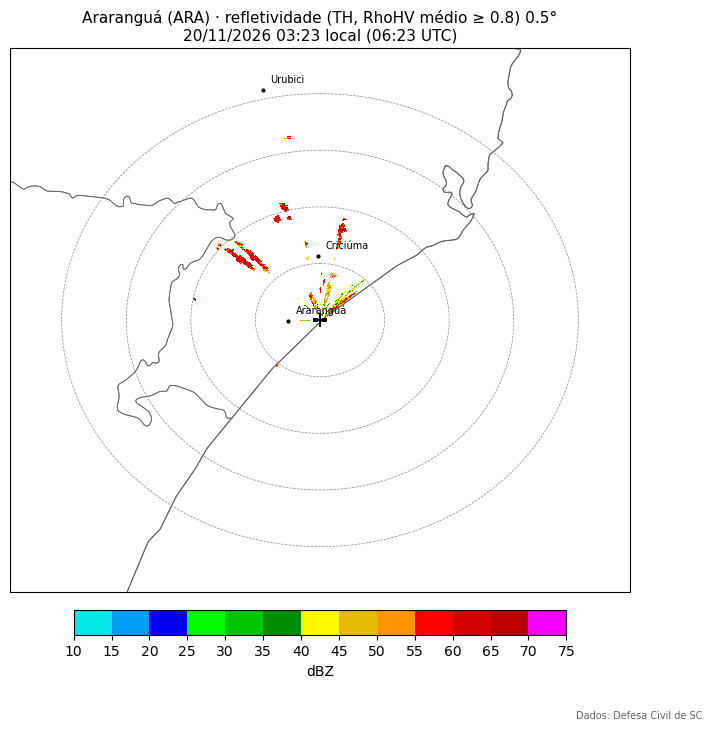 Araranguá (ARA) · refletividade (TH, RhoHV médio ≥ 0.8) 0.5°
20/11/2026 03:23 local (06:23 UTC)
Urubici
Criciúma
Araranguá
10 15 20 25 30 35 40 45 50 55 60 65 70 75
dBZ
Dados: Defesa Civil de SC